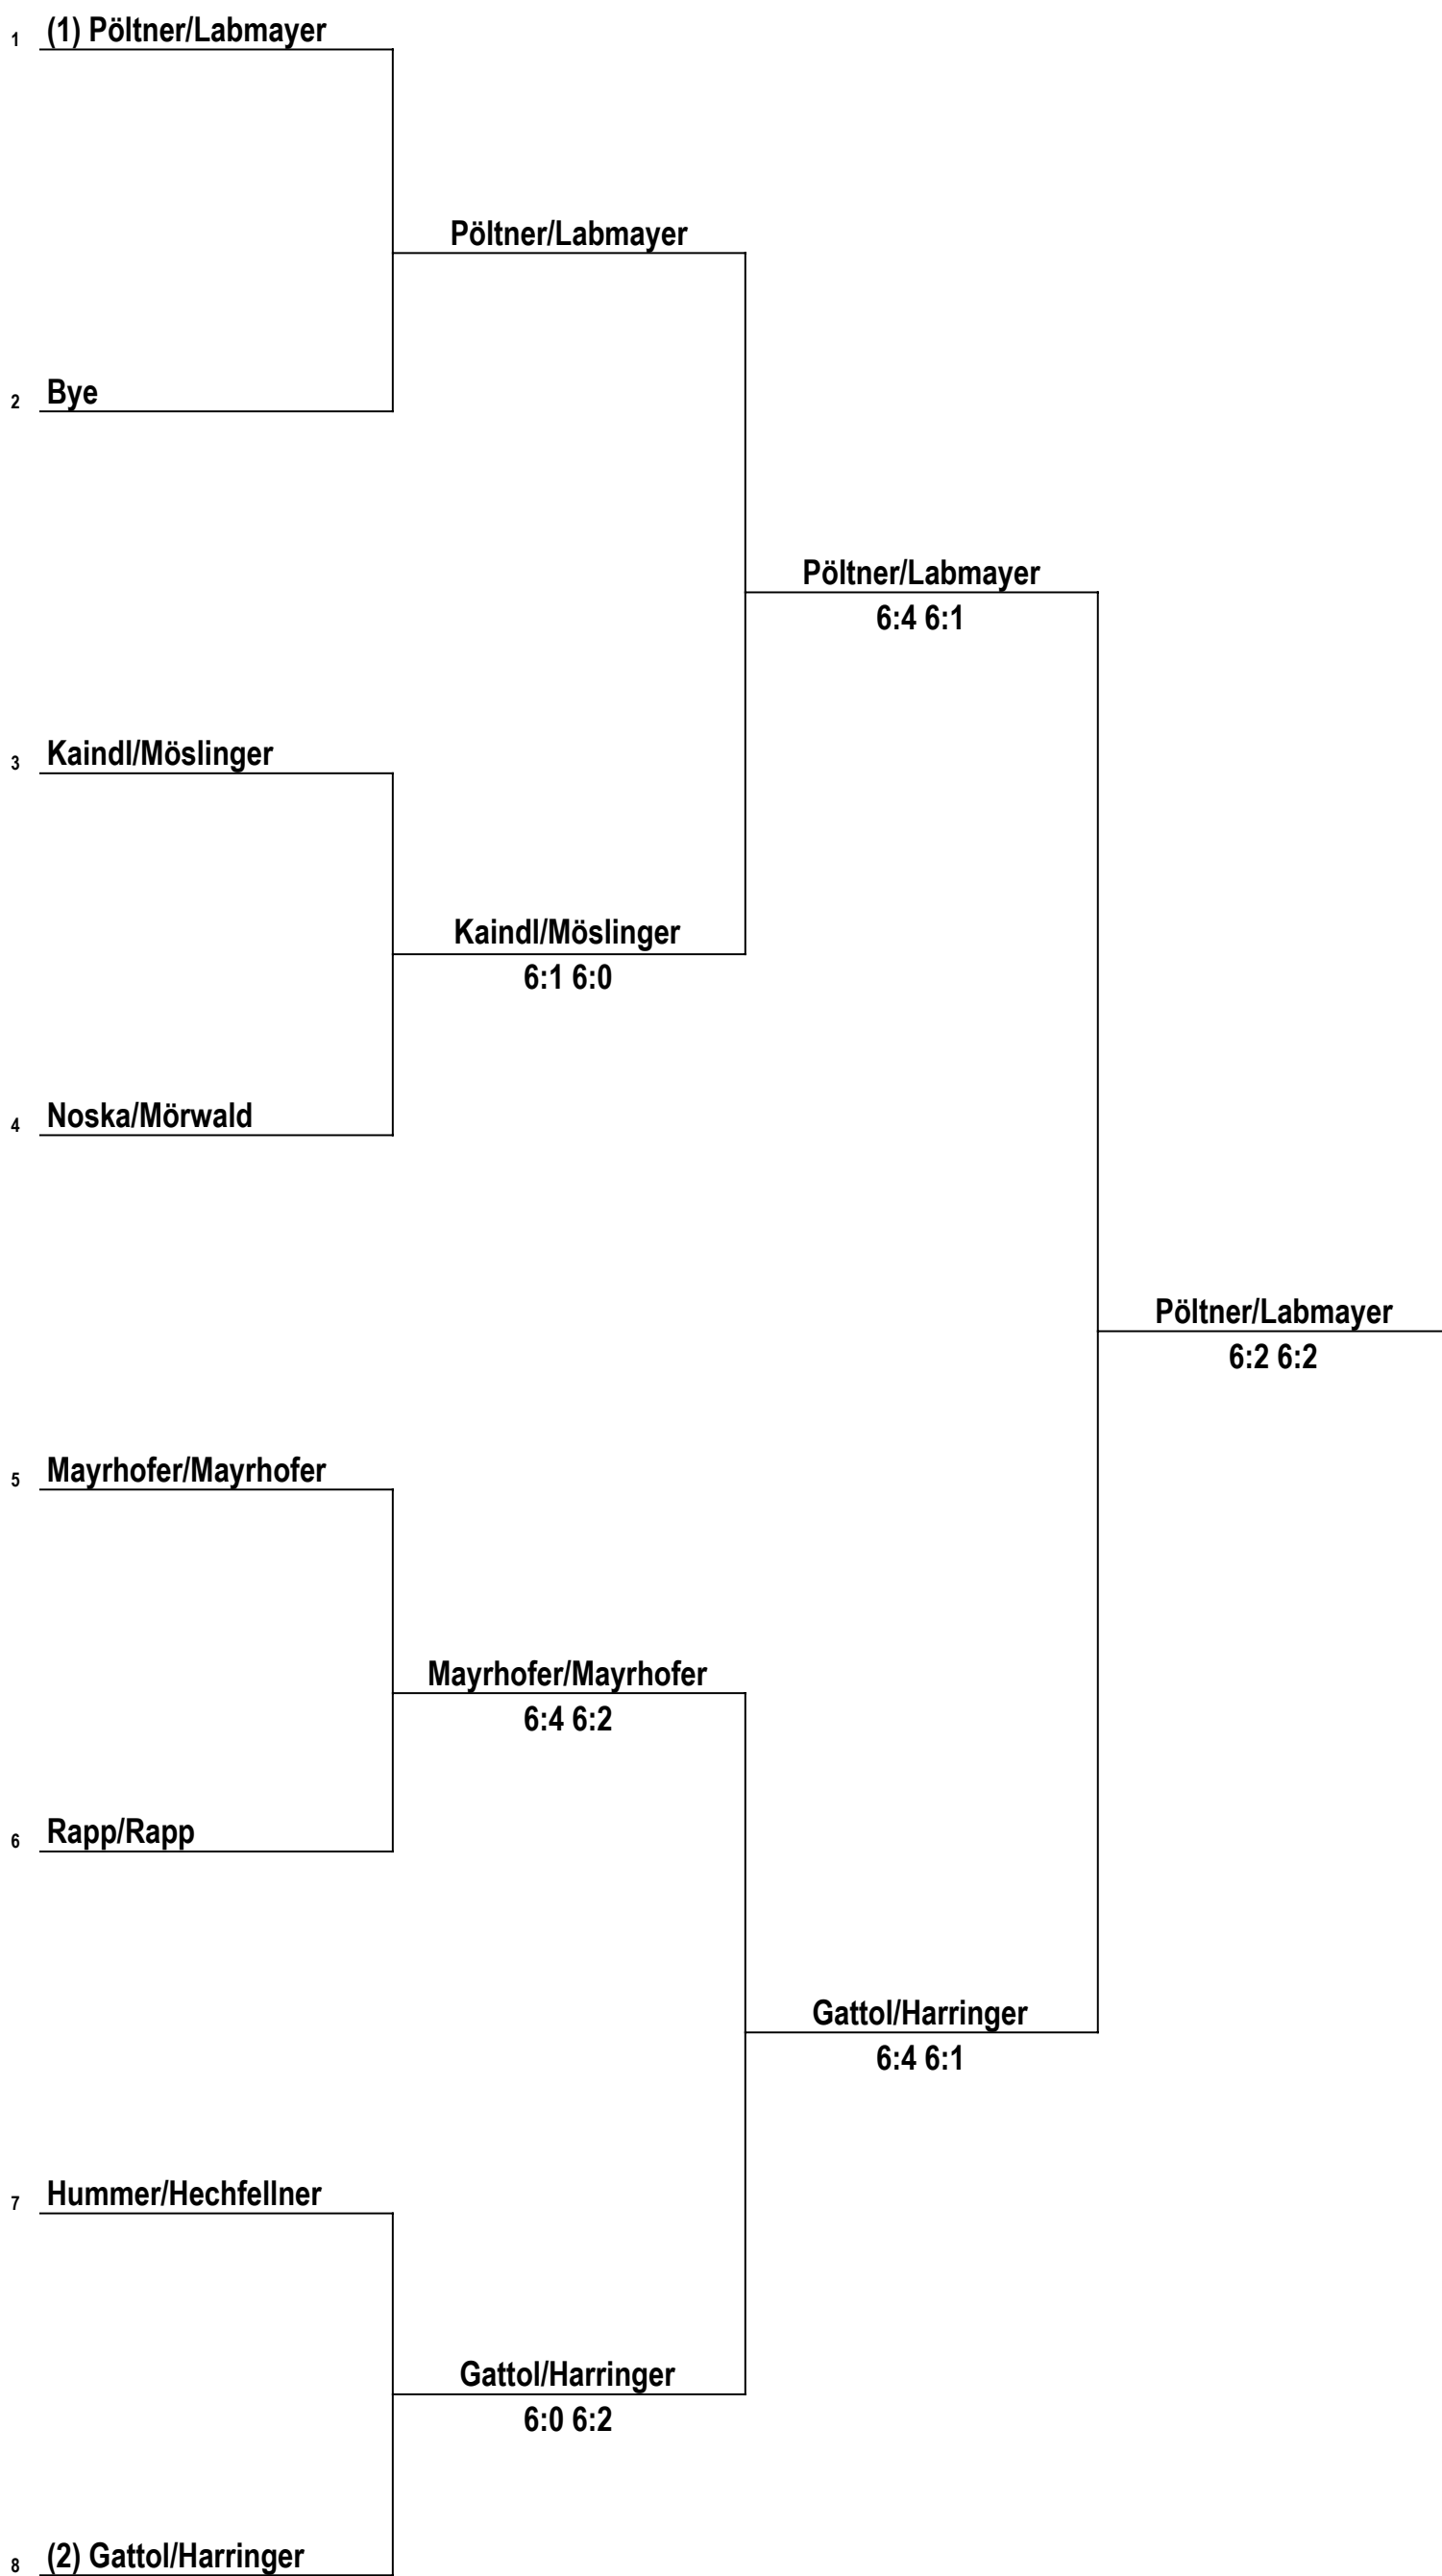 1 (1) Pöltner/Labmayer
Pöltner/Labmayer
2 Bye
Pöltner/Labmayer
6:4 6:1
3 Kaindl/Möslinger
Kaindl/Möslinger
6:1 6:0
4 Noska/Mörwald
Pöltner/Labmayer
6:2 6:2
5 Mayrhofer/Mayrhofer
Mayrhofer/Mayrhofer
6:4 6:2
6 Rapp/Rapp
Gattol/Harringer
6:4 6:1
7 Hummer/Hechfellner
Gattol/Harringer
6:0 6:2
8 (2) Gattol/Harringer